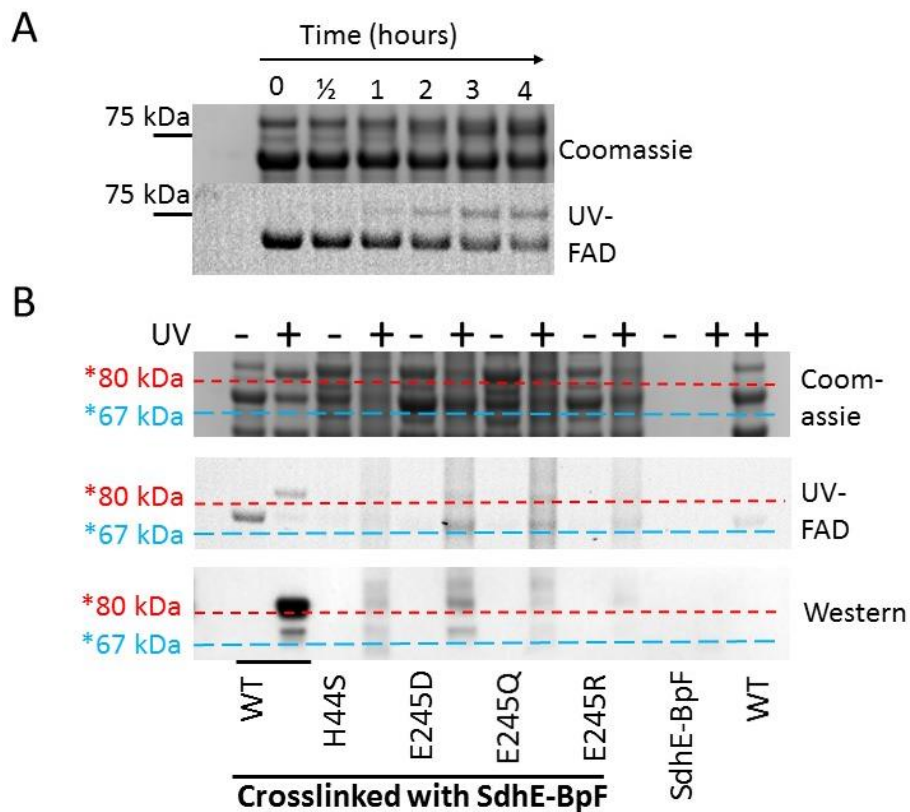 A
Time (hours)
0 ½ 1 2 3 4
75 kDa
Coomassie
75 kDa
UV-
FAD
B
UV - + - + - + - + - + - + +
*80 kDa
*67 kDa
Coom-
assie
*80 kDa
*67 kDa
UV-
FAD
*80 kDa
*67 kDa
Western
WT
H44S
E245D
E245Q
E245R
SdhE-BpF
WT
Crosslinked with SdhE-BpF